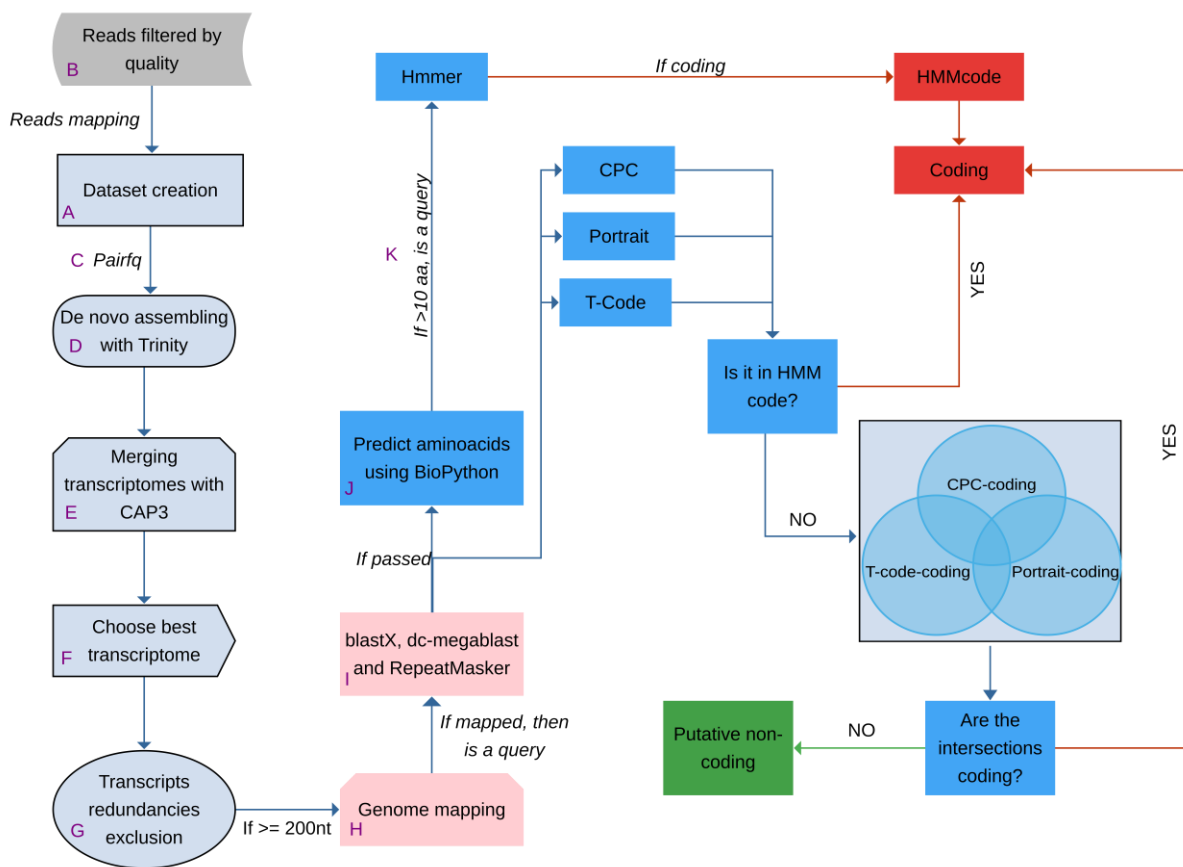 Reads filtered by
quality
B
Reads mapping
Dataset creation
A
C
Pairfq
De novo assembling
with Trinity
D
Merging
transcriptomes with
CAP3
E
Choose best
transcriptome
F
Transcripts
redundancies
exclusion
G
If >= 200nt
Genome mapping
H
If mapped, then
is a query
blastX, dc-megablast
and RepeatMasker
I
If passed
Predict aminoacids
using BioPython
J
K
If >10 aa, is a query
Hmmer
If coding
HMMcode
Coding
CPC
Portrait
T-Code
Is it in HMM
code?
YES
NO
CPC-coding
T-code-coding
Portrait-coding
Are the
intersections
coding?
YES
NO
Putative non-
coding